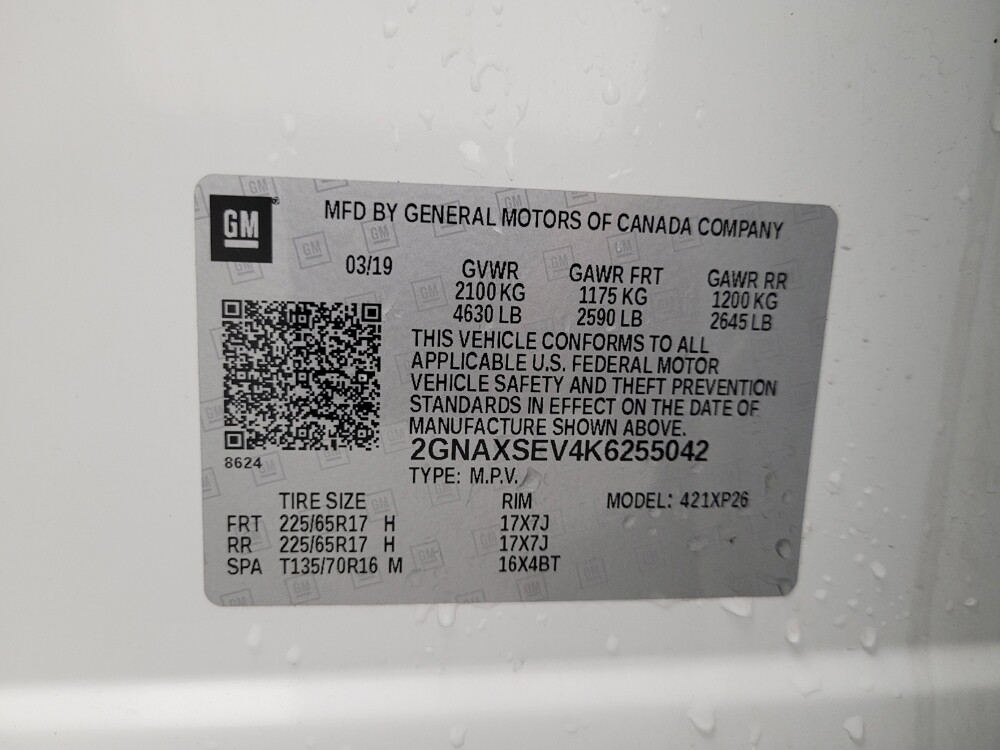 GM
MFD BY GENERAL MOTORS OF CANADA COMPANY
03/19 GVWR GAWR FRT GAWR RR
2100 KG 1175 KG 1200 KG
4630 LB 2590 LB 2645 LB
THIS VEHICLE CONFORMS TO ALL
APPLICABLE U.S. FEDERAL MOTOR
VEHICLE SAFETY AND THEFT PREVENTION
STANDARDS IN EFFECT ON THE DATE OF
MANUFACTURE SHOWN ABOVE.
8624
2GNAXSEV4K6255042
TYPE: M.P.V.
TIRE SIZE RIM MODEL: 421XP26
FRT 225/65R17 H 17X7J
RR 225/65R17 H 17X7J
SPA T135/70R16 M 16X4BT